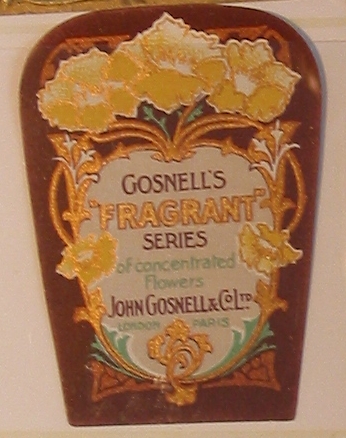 GOSNELL'S
"FRAGRANT"
SERIES
of concentrated
Flowers
JOHN GOSNELL & Co. LTD.
LONDON PARIS